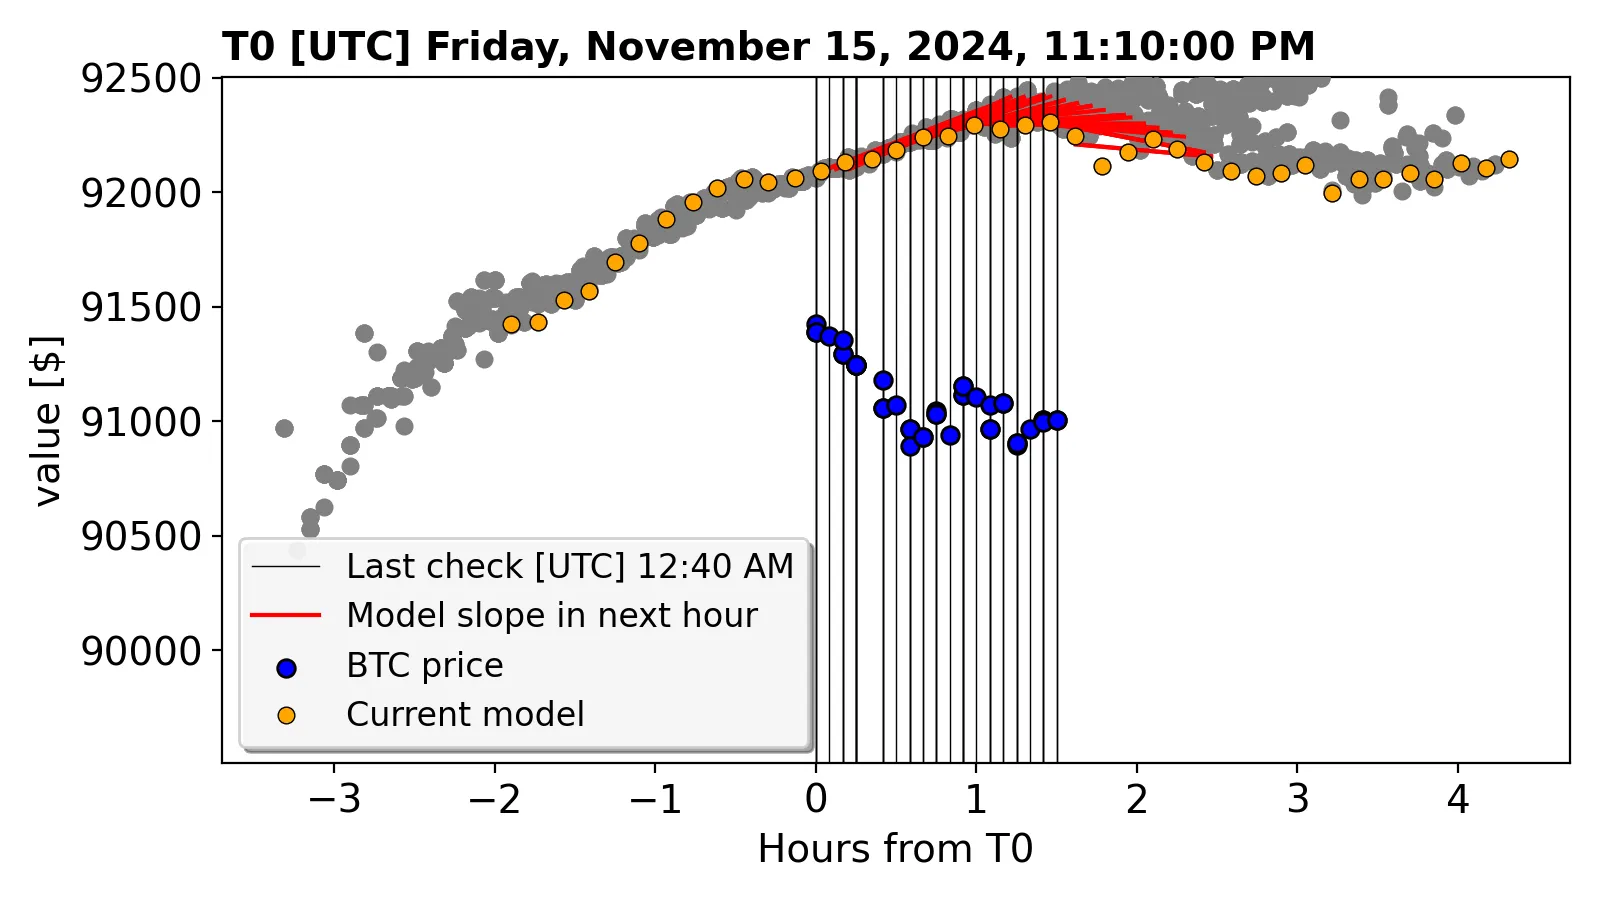 T0 [UTC] Friday, November 15, 2024, 11:10:00 PM
92500
92000
91500
91000
90500
90000
value [$]
Last check [UTC] 12:40 AM
Model slope in next hour
BTC price
Current model
−3 −2 −1 0 1 2 3 4
Hours from T0